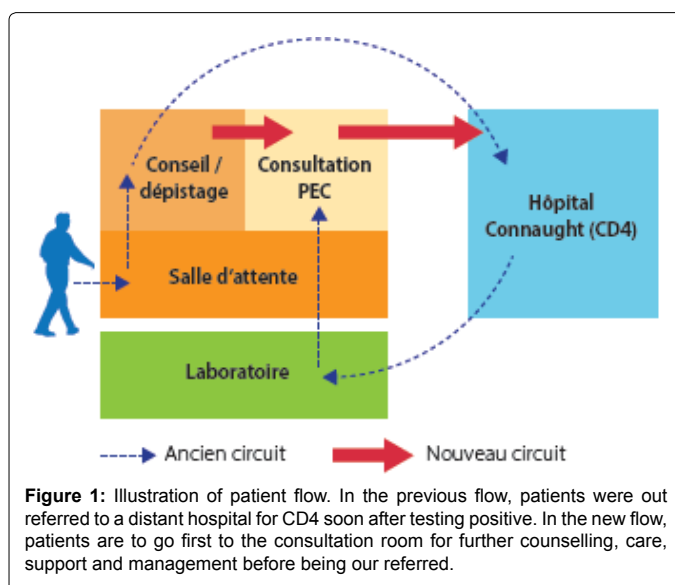 Conseil /
dépistage
Consultation
PEC
Hôpital
Connaught (CD4)
Salle d'attente
Laboratoire
Ancien circuit
Nouveau circuit
Figure 1: Illustration of patient flow. In the previous flow, patients were out
referred to a distant hospital for CD4 soon after testing positive. In the new flow,
patients are to go first to the consultation room for further counselling, care,
support and management before being our referred.